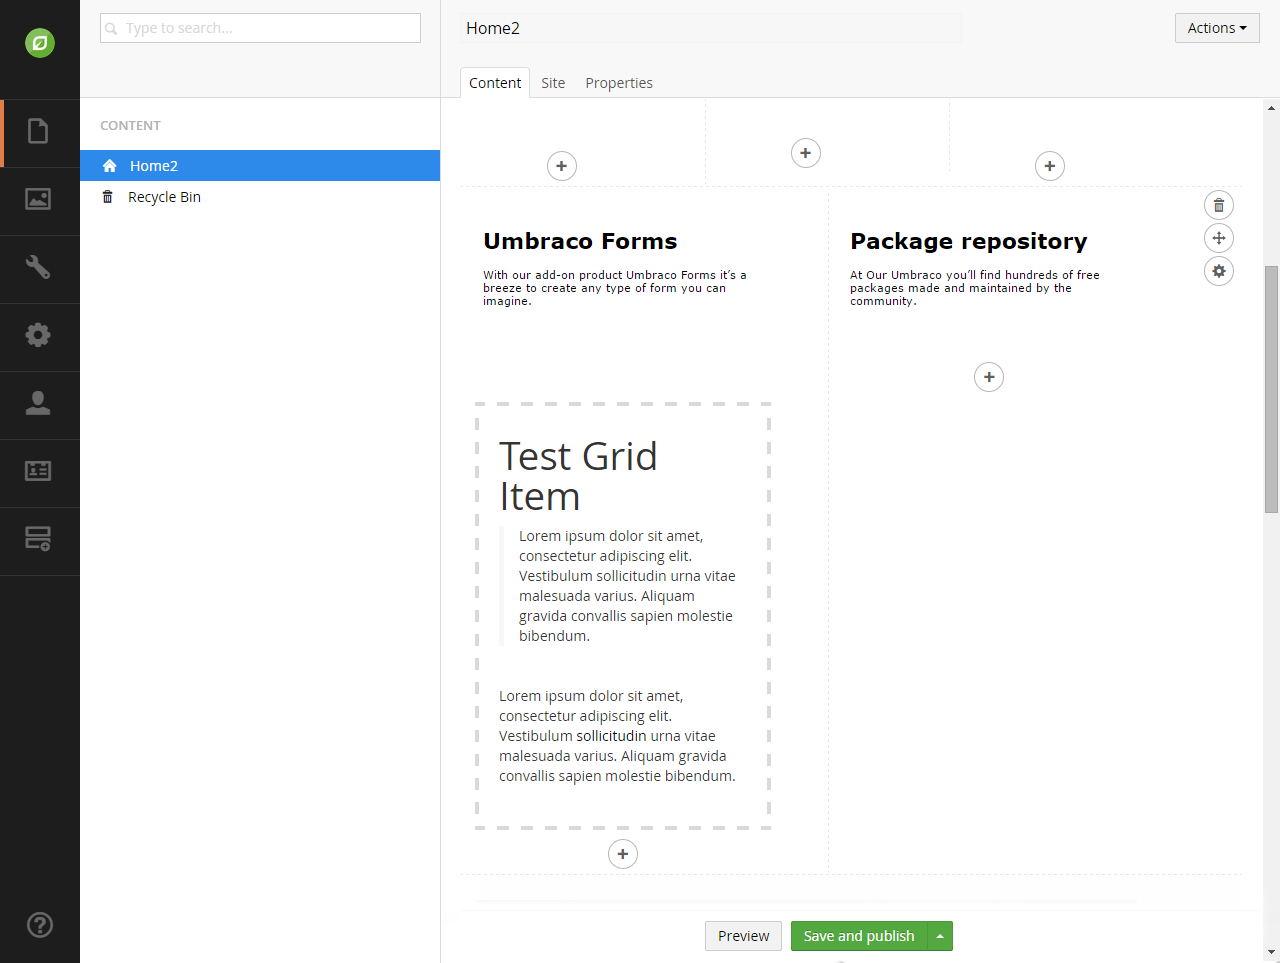 Type to search...
Home2
Actions
Content
Site
Properties
CONTENT
Home2
Recycle Bin
Umbraco Forms
With our add-on product Umbraco Forms it's a
breeze to create any type of form you can
imagine.
Package repository
At Our Umbraco you'll find hundreds of free
packages made and maintained by the
community.
Test Grid
Item
Lorem ipsum dolor sit amet,
consectetur adipiscing elit.
Vestibulum sollicitudin urna vitae
malesuada varius. Aliquam
gravida convallis sapien molestie
bibendum.
Lorem ipsum dolor sit amet,
consectetur adipiscing elit.
Vestibulum sollicitudin urna vitae
malesuada varius. Aliquam gravida
convallis sapien molestie bibendum.
Preview
Save and publish